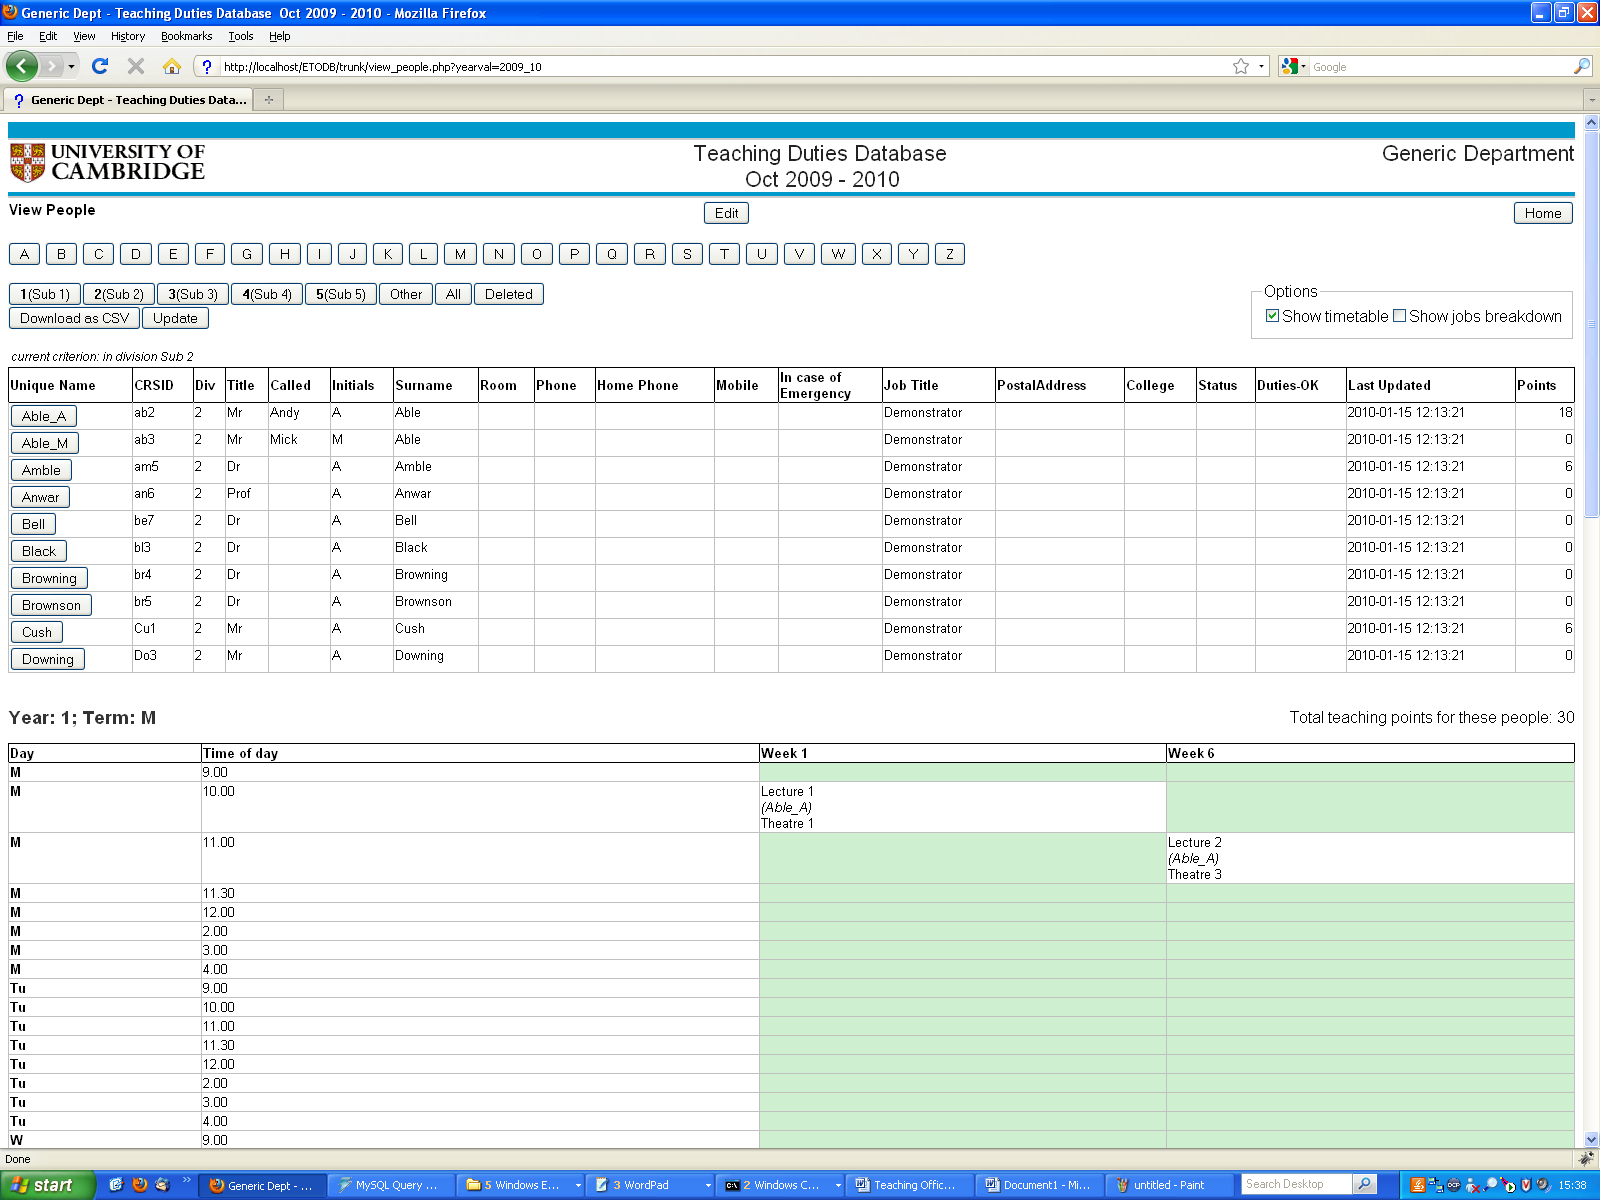 Generic Dept - Teaching Duties Database  Oct 2009 - 2010 - Mozilla Firefox
File Edit View History Bookmarks Tools Help
? http://localhost/ETODB/trunk/view_people.php?yearval=2009_10 Google
? Generic Dept - Teaching Duties Data...
UNIVERSITY OF CAMBRIDGE
Teaching Duties Database
Oct 2009 - 2010
Generic Department
View People Edit Home
A B C D E F G H I J K L M N O P Q R S T U V W X Y Z
1(Sub 1) 2(Sub 2) 3(Sub 3) 4(Sub 4) 5(Sub 5) Other All Deleted
Download as CSV Update
Options
Show timetable Show jobs breakdown
current criterion: in division Sub 2
Unique Name CRSID Div Title Called Initials Surname Room Phone Home Phone Mobile In case of Emergency Job Title PostalAddress College Status Duties-OK Last Updated Points
Able_A ab2 2 Mr Andy A Able Demonstrator 2010-01-15 12:13:21 18
Able_M ab3 2 Mr Mick M Able Demonstrator 2010-01-15 12:13:21 0
Amble am5 2 Dr A Amble Demonstrator 2010-01-15 12:13:21 6
Anwar an6 2 Prof A Anwar Demonstrator 2010-01-15 12:13:21 0
Bell be7 2 Dr A Bell Demonstrator 2010-01-15 12:13:21 0
Black bl3 2 Dr A Black Demonstrator 2010-01-15 12:13:21 0
Browning br4 2 Dr A Browning Demonstrator 2010-01-15 12:13:21 0
Brownson br5 2 Dr A Brownson Demonstrator 2010-01-15 12:13:21 0
Cush Cu1 2 Mr A Cush Demonstrator 2010-01-15 12:13:21 6
Downing Do3 2 Mr A Downing Demonstrator 2010-01-15 12:13:21 0
Year: 1; Term: M Total teaching points for these people: 30
Day Time of day Week 1 Week 6
M 9.00
M 10.00 Lecture 1
(Able_A)
Theatre 1
M 11.00 Lecture 2
(Able_A)
Theatre 3
M 11.30
M 12.00
M 2.00
M 3.00
M 4.00
Tu 9.00
Tu 10.00
Tu 11.00
Tu 11.30
Tu 12.00
Tu 2.00
Tu 3.00
Tu 4.00
W 9.00
Done
start Generic Dept - ... MySQL Query ... 5 Windows E... 3 WordPad 2 Windows C... Teaching Offic... Document1 - Mi... untitled - Paint Search Desktop 15:38